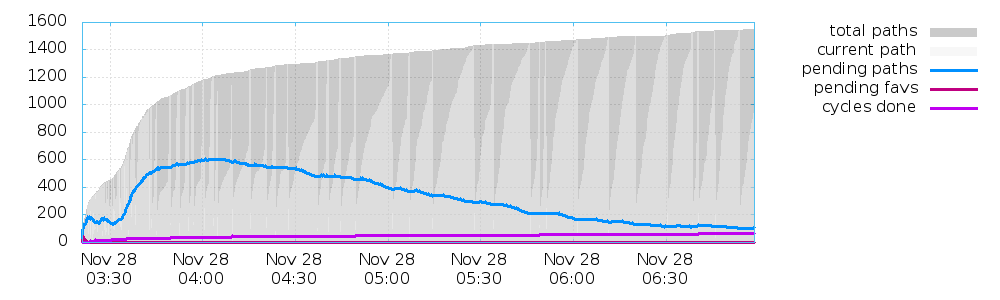 1600
1400
1200
1000
800
600
400
200
0
Nov 28 03:30
Nov 28 04:00
Nov 28 04:30
Nov 28 05:00
Nov 28 05:30
Nov 28 06:00
Nov 28 06:30
total paths
current path
pending paths
pending favs
cycles done